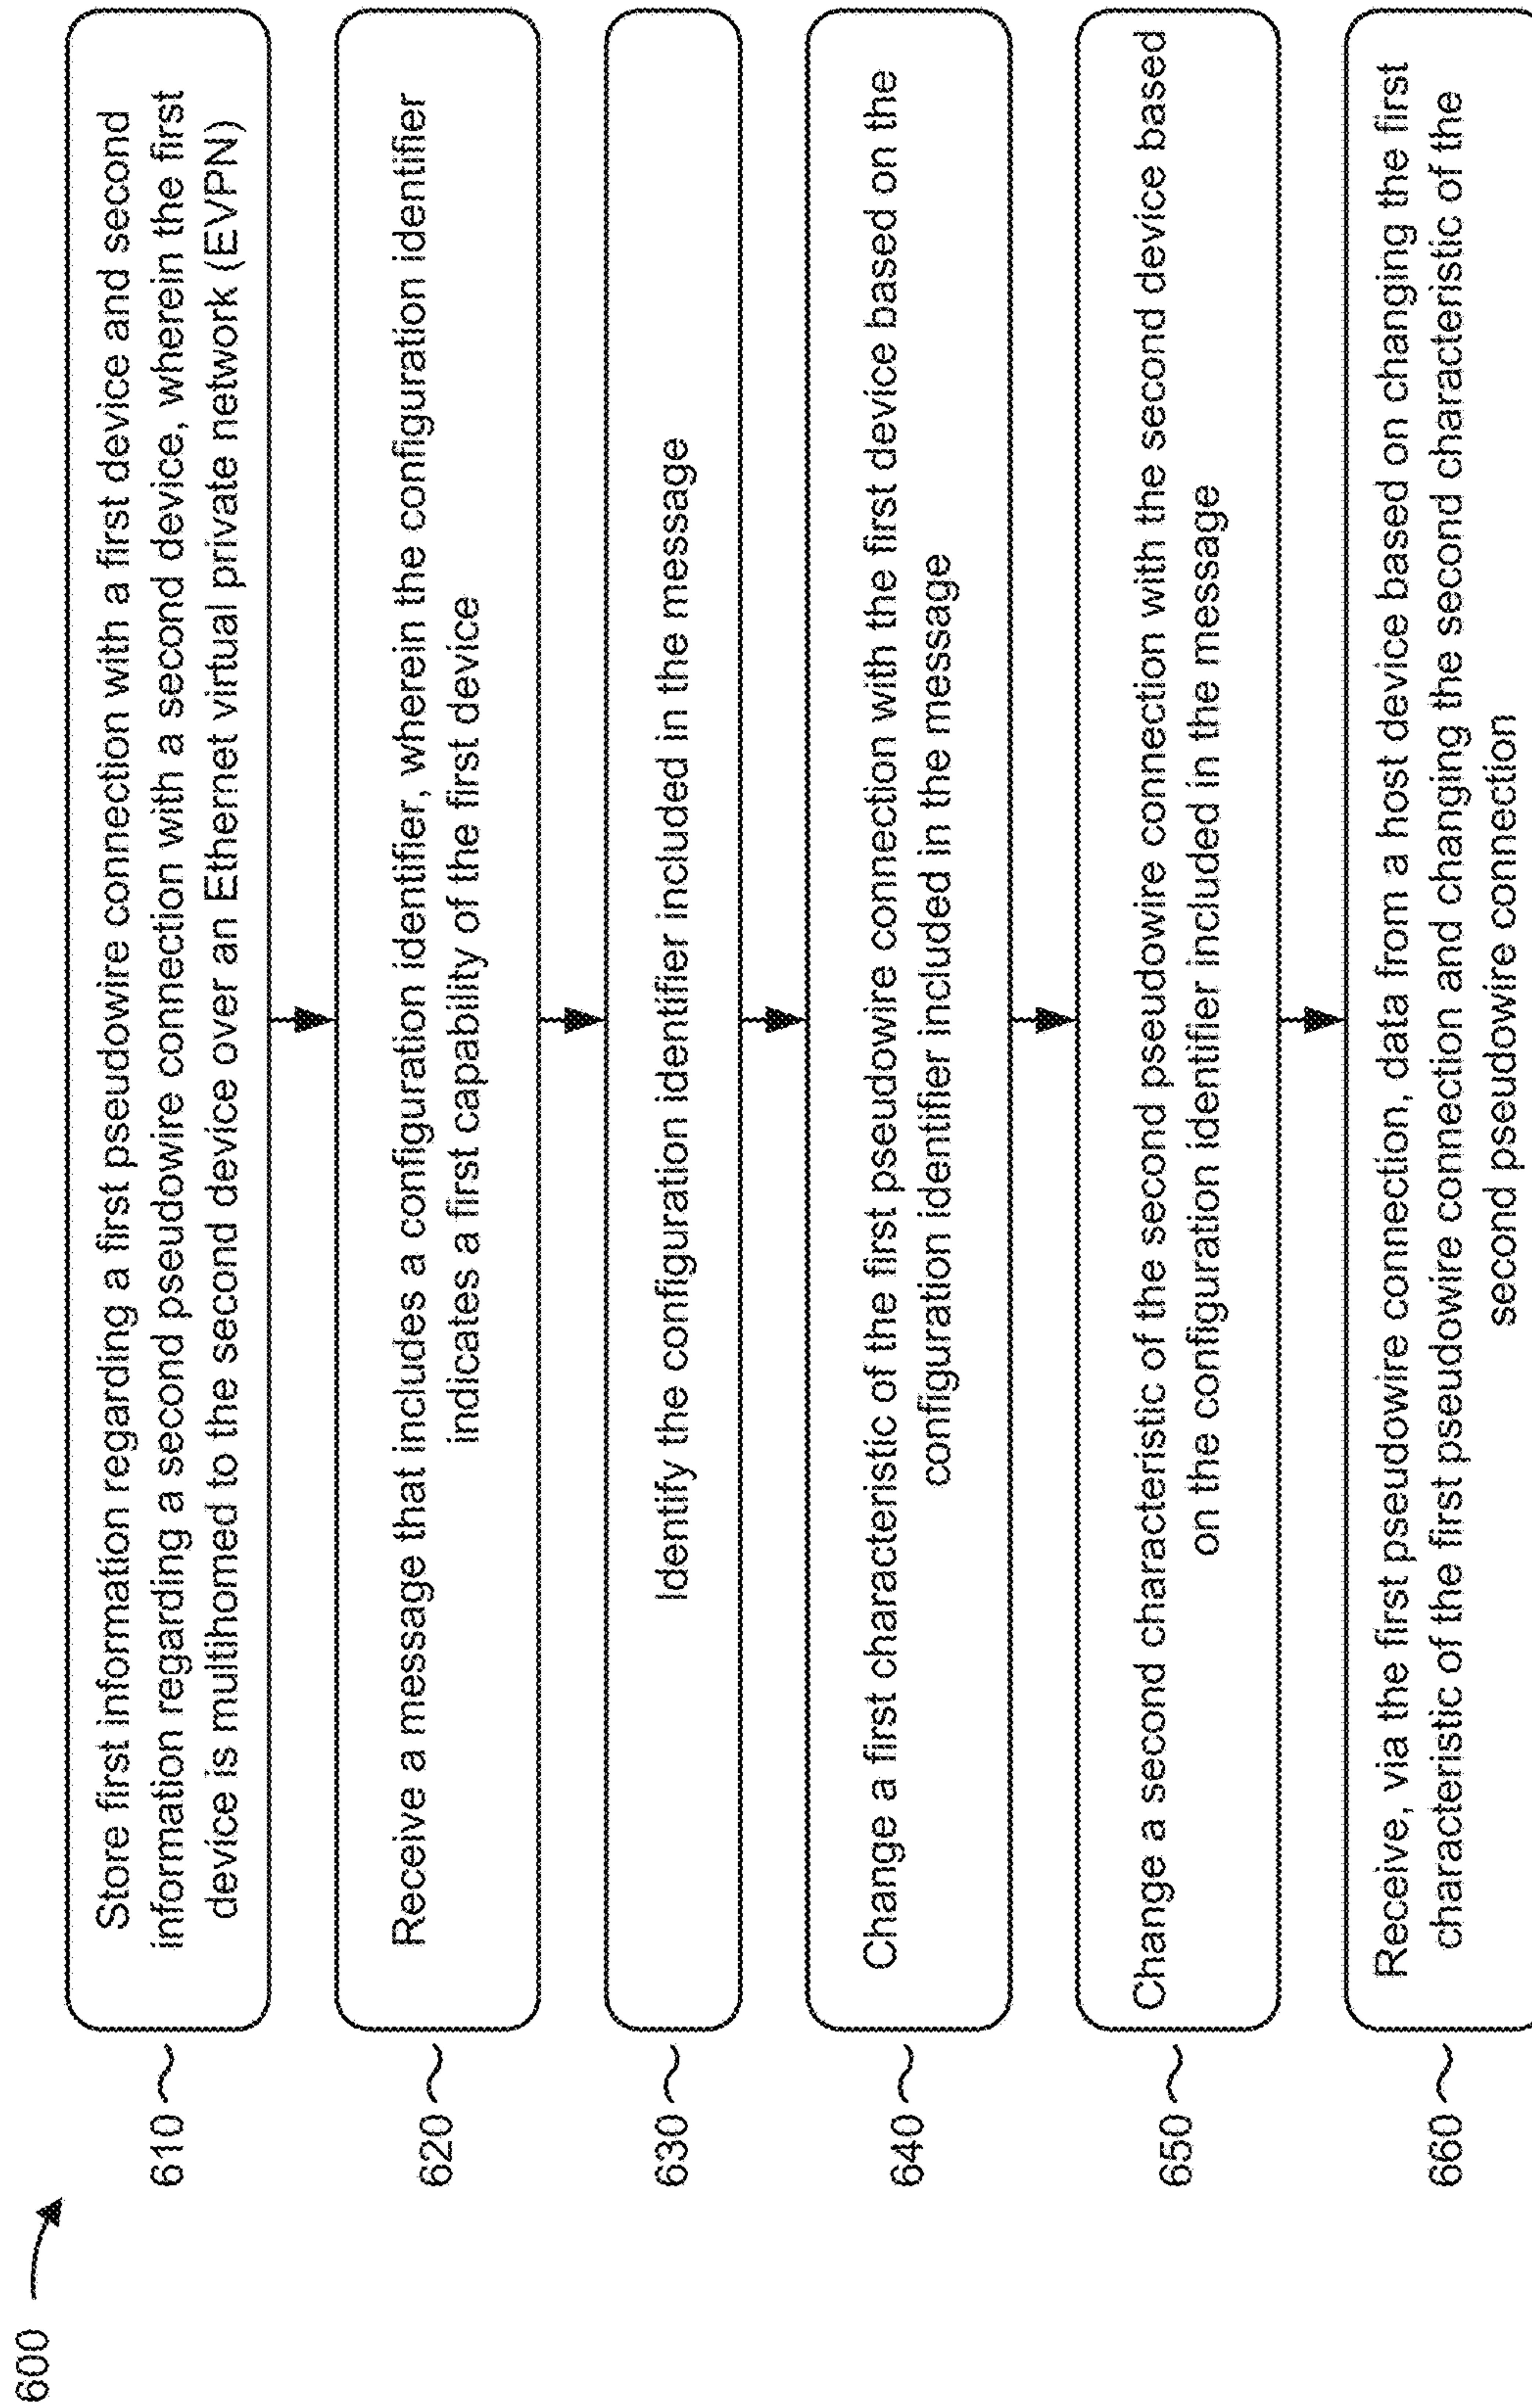 600
610
Store first information regarding a first pseudowire connection with a first device and second
information regarding a second pseudowire connection with a second device, wherein the first
device is multihomed to the second device over an Ethernet virtual private network (EVPN)
620
Receive a message that includes a configuration identifier, wherein the configuration identifier
indicates a first capability of the first device
630
Identify the configuration identifier included in the message
640
Change a first characteristic of the first pseudowire connection with the first device based on the
configuration identifier included in the message
650
Change a second characteristic of the second pseudowire connection with the second device based
on the configuration identifier included in the message
660
Receive, via the first pseudowire connection, data from a host device based on changing the first
characteristic of the first pseudowire connection and changing the second characteristic of the
second pseudowire connection